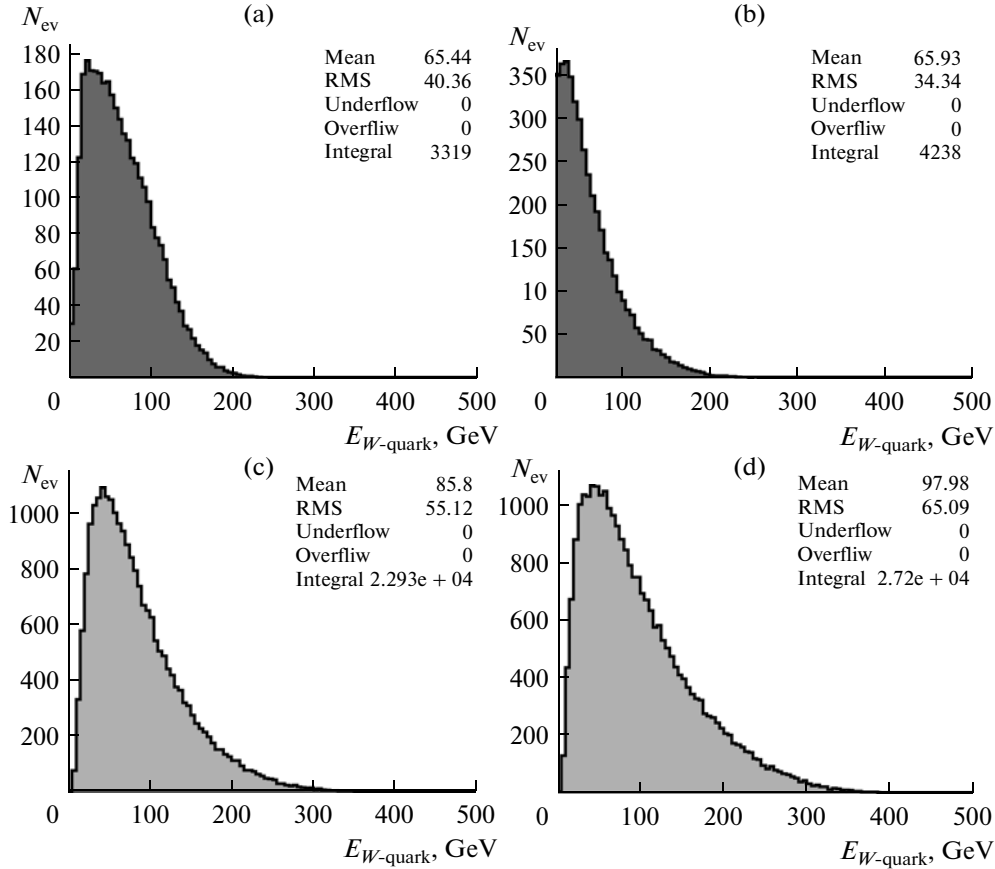 (a)
N_ev
180
160
140
120
100
80
60
40
20
0
100 200 300 400 500
E_W-quark, GeV
Mean 65.44
RMS 40.36
Underflow 0
Overfliw 0
Integral 3319
(b)
N_ev
350
300
250
200
150
10
50
0
100 200 300 400 500
E_W-quark, GeV
Mean 65.93
RMS 34.34
Underflow 0
Overfliw 0
Integral 4238
(c)
N_ev
1000
800
600
400
200
0
100 200 300 400 500
E_W-quark, GeV
Mean 85.8
RMS 55.12
Underflow 0
Overfliw 0
Integral 2.293e + 04
(d)
N_ev
1000
800
600
400
200
0
100 200 300 400 500
E_W-quark, GeV
Mean 97.98
RMS 65.09
Underflow 0
Overfliw 0
Integral 2.72e + 04